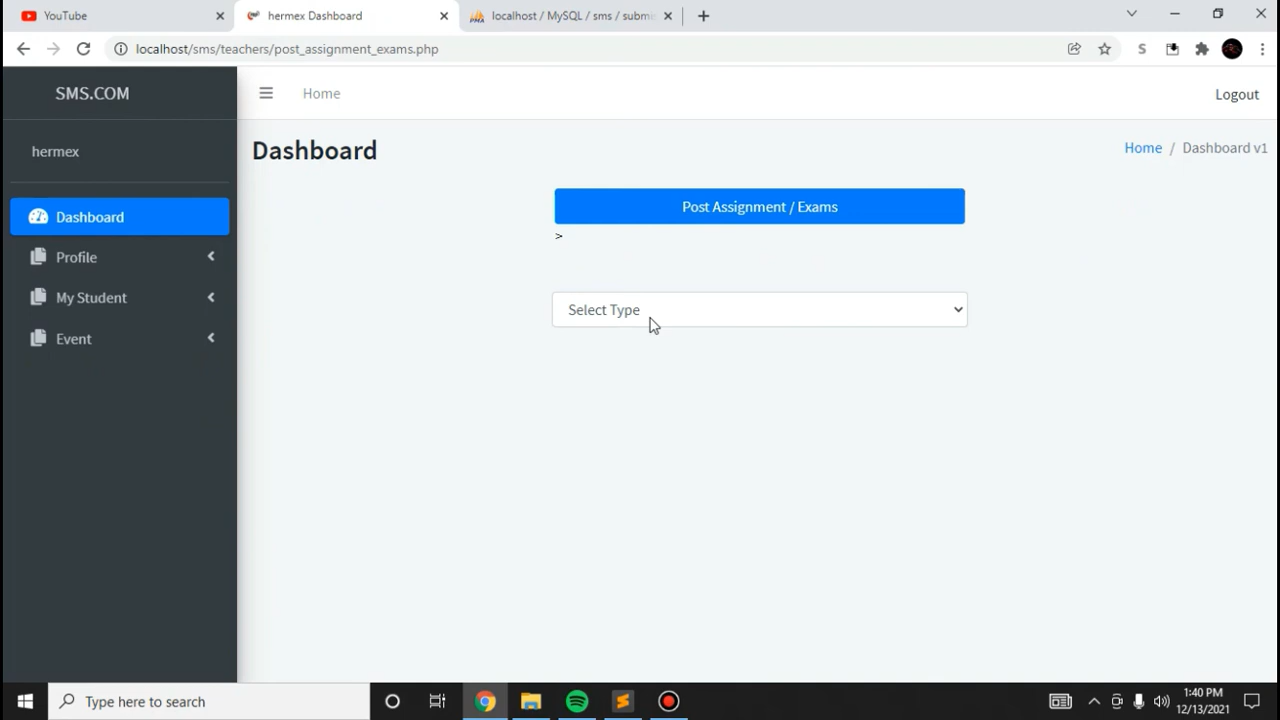 YouTube
hermex Dashboard
localhost / MySQL / sms / submi
localhost/sms/teachers/post_assignment_exams.php
S
SMS.COM
Home
Logout
hermex
Dashboard
Home / Dashboard v1
Dashboard
Post Assignment / Exams
>
Profile
My Student
Select Type
Event
Type here to search
1:40 PM
12/13/2021